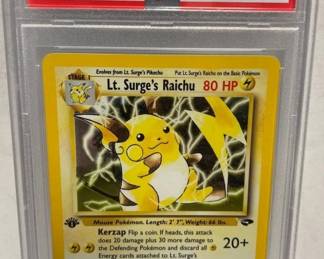 Evolves from Lt. Surge's Pikachu Put Lt. Surge's Raichu on the Basic Pokémon
STAGE 1
Lt. Surge's Raichu 80 HP
Mouse Pokémon. Length: 2' 7", Weight: 66 lbs.
Kerzap Flip a coin. If heads, this attack
does 20 damage plus 30 more damage to
the Defending Pokémon and discard all
Energy cards attached to Lt. Surge's
20+